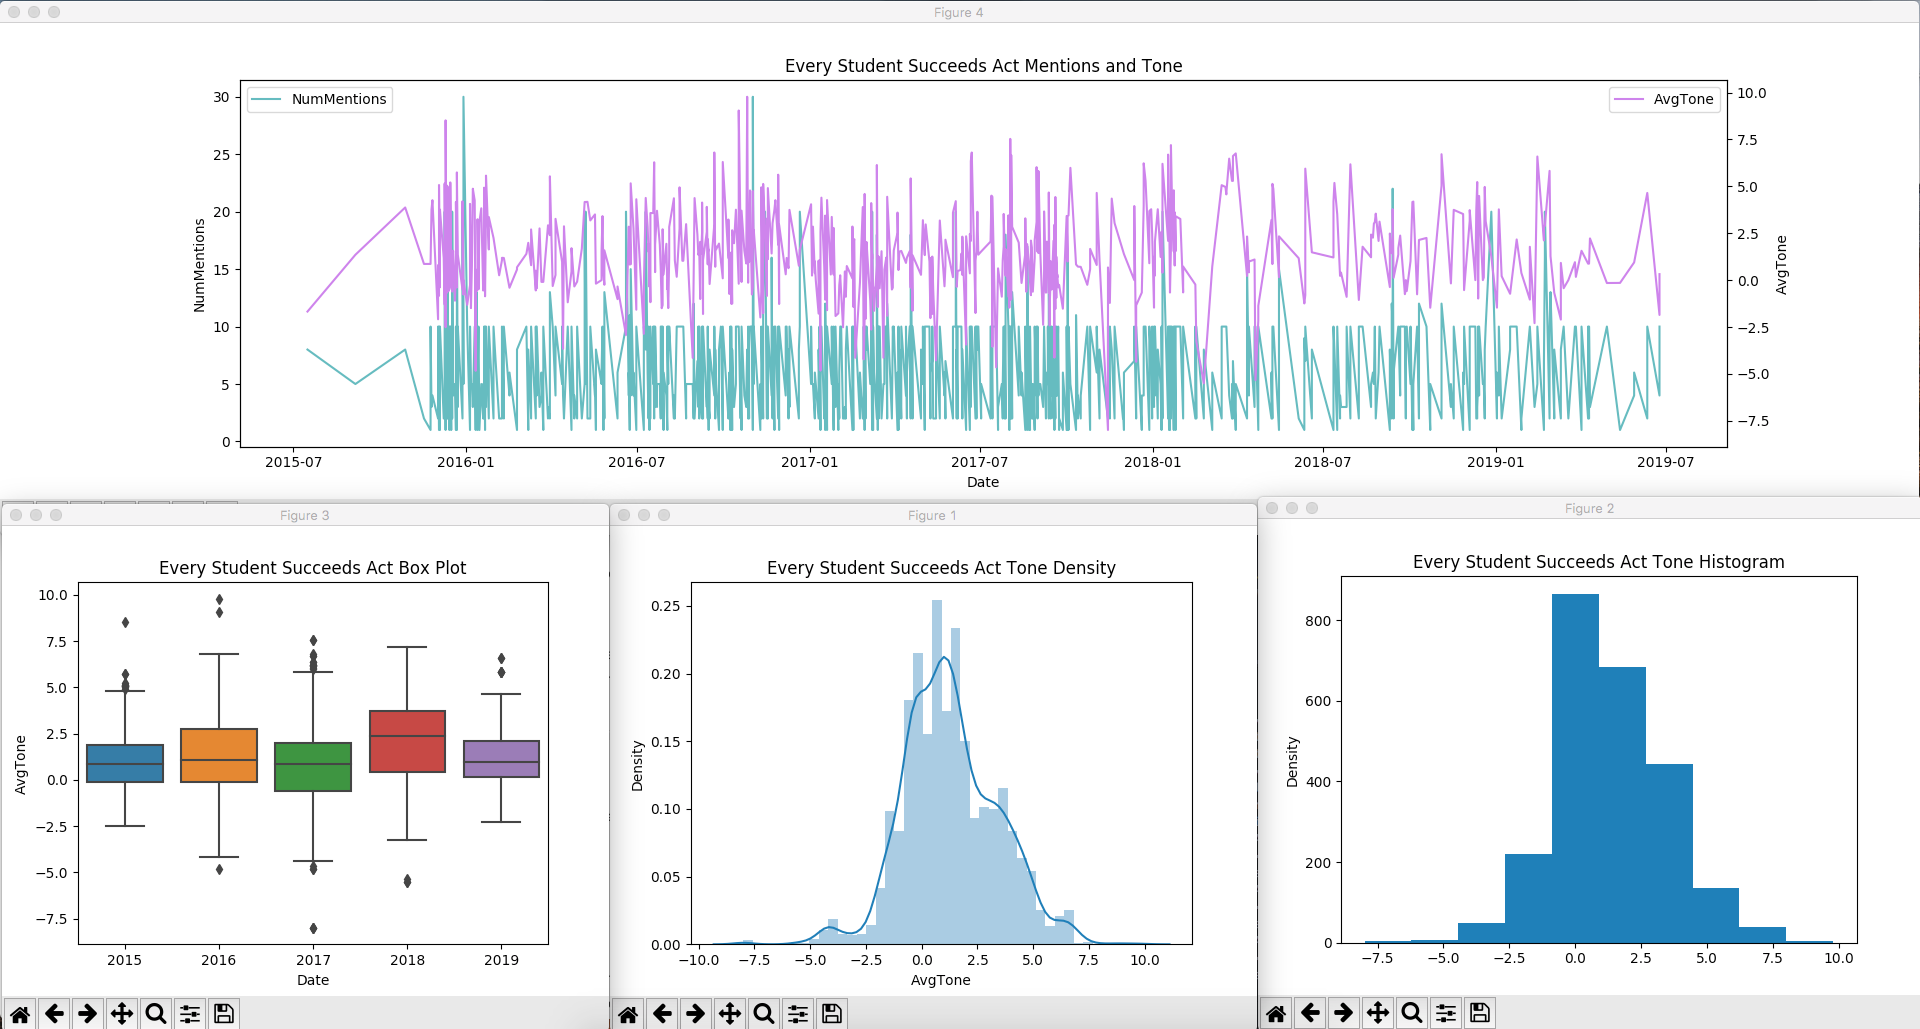 Figure 4
Every Student Succeeds Act Mentions and Tone
NumMentions
AvgTone
30
25
20
15
10
5
0
NumMentions
10.0
7.5
5.0
2.5
0.0
−2.5
−5.0
−7.5
AvgTone
2015-07 2016-01 2016-07 2017-01 2017-07 2018-01 2018-07 2019-01 2019-07
Date
Figure 3
Every Student Succeeds Act Box Plot
10.0
7.5
5.0
2.5
0.0
−2.5
−5.0
−7.5
AvgTone
2015 2016 2017 2018 2019
Date
Figure 1
Every Student Succeeds Act Tone Density
0.25
0.20
0.15
0.10
0.05
0.00
Density
−10.0 −7.5 −5.0 −2.5 0.0 2.5 5.0 7.5 10.0
AvgTone
Figure 2
Every Student Succeeds Act Tone Histogram
800
600
400
200
0
Density
−7.5 −5.0 −2.5 0.0 2.5 5.0 7.5 10.0